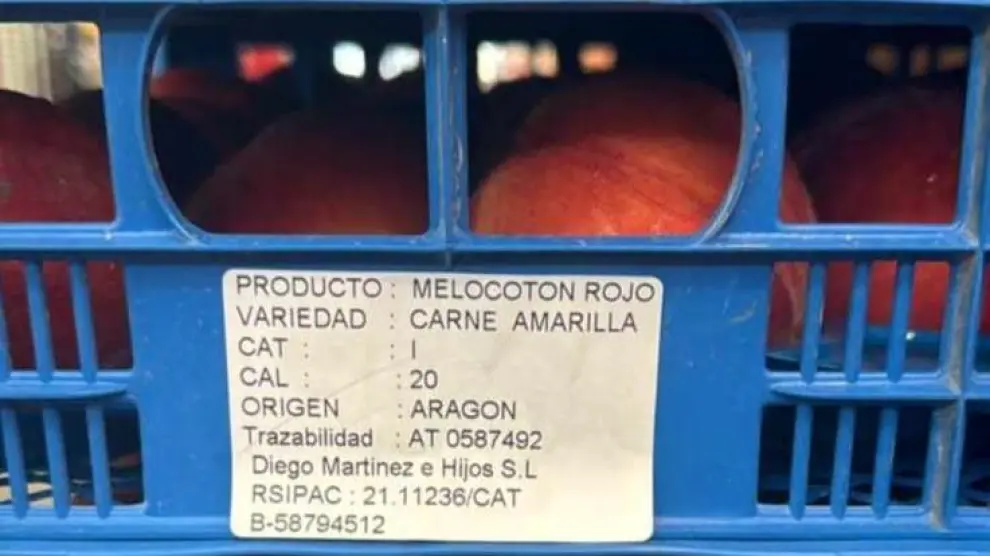 PRODUCTO : MELOCOTON ROJO
VARIEDAD : CARNE AMARILLA
CAT : : I
CAL : : 20
ORIGEN : ARAGON
Trazabilidad : AT 0587492
Diego Martinez e Hijos S.L
RSIPAC : 21.11236/CAT
B-58794512